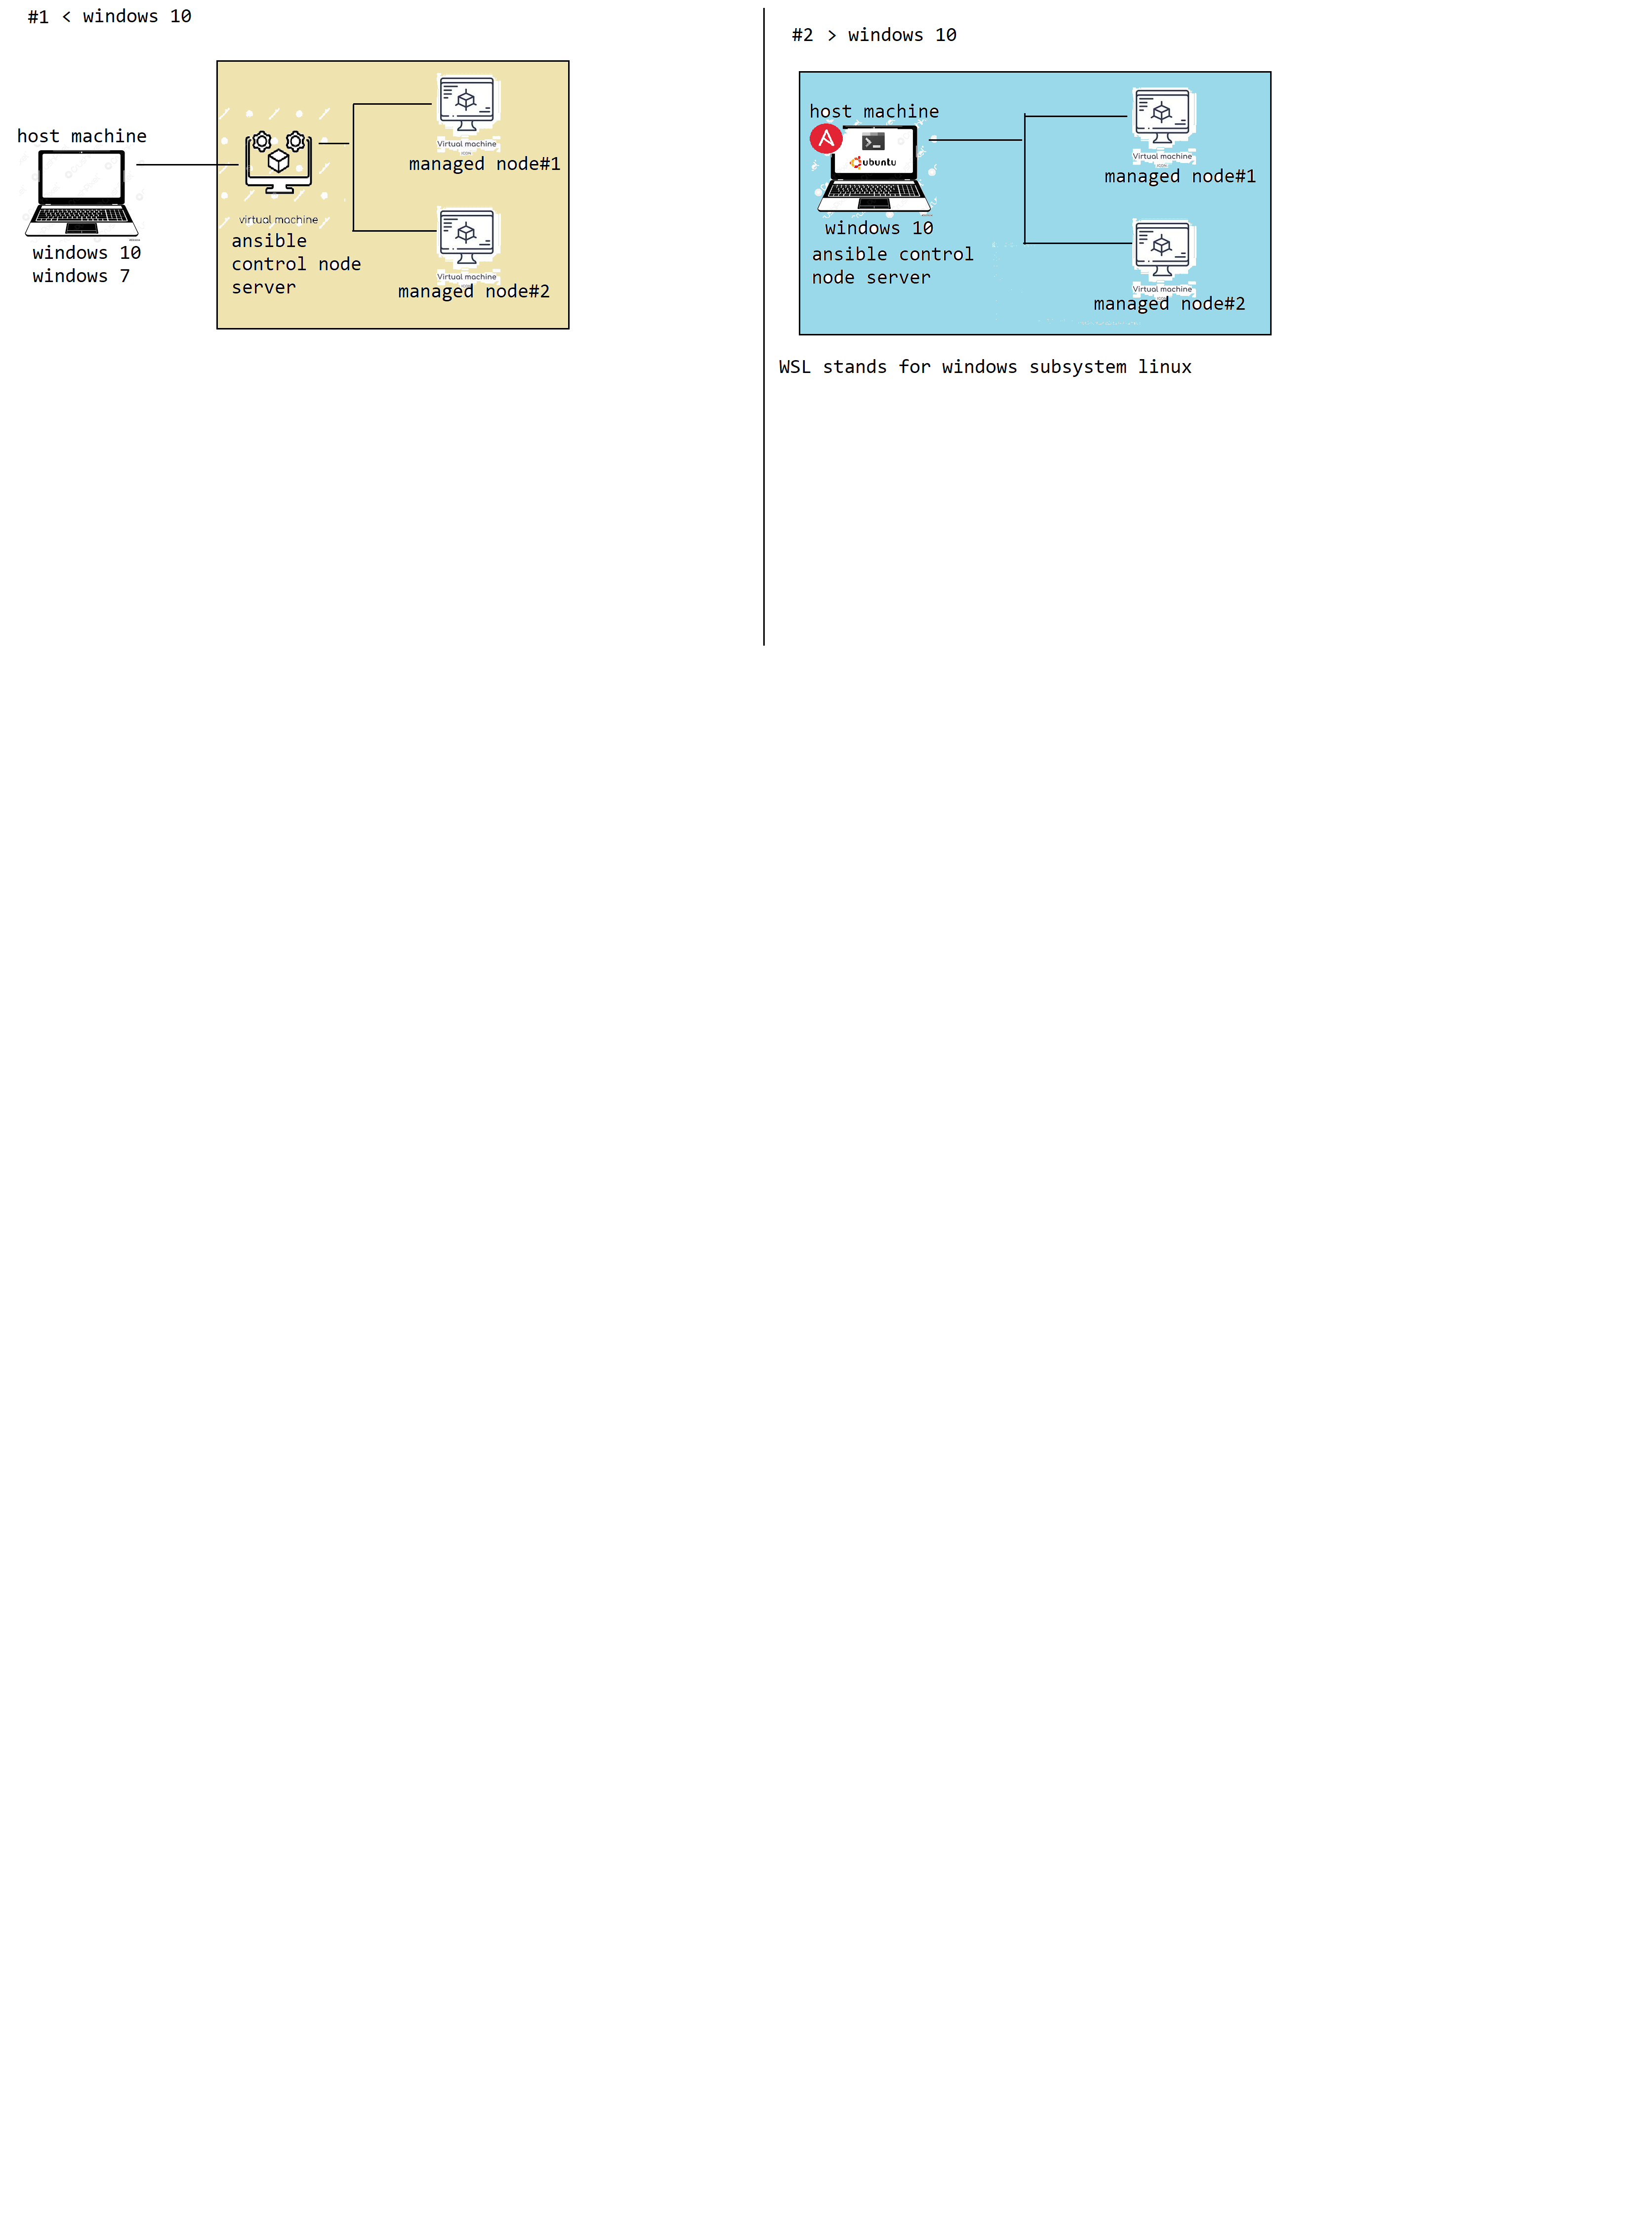 #1 < windows 10
host machine
windows 10
windows 7
virtual machine
ansible
control node
server
Virtual machine
managed node#1
Virtual machine
managed node#2
#2 > windows 10
host machine
ubuntu
windows 10
ansible control
node server
Virtual machine
managed node#1
Virtual machine
managed node#2
WSL stands for windows subsystem linux